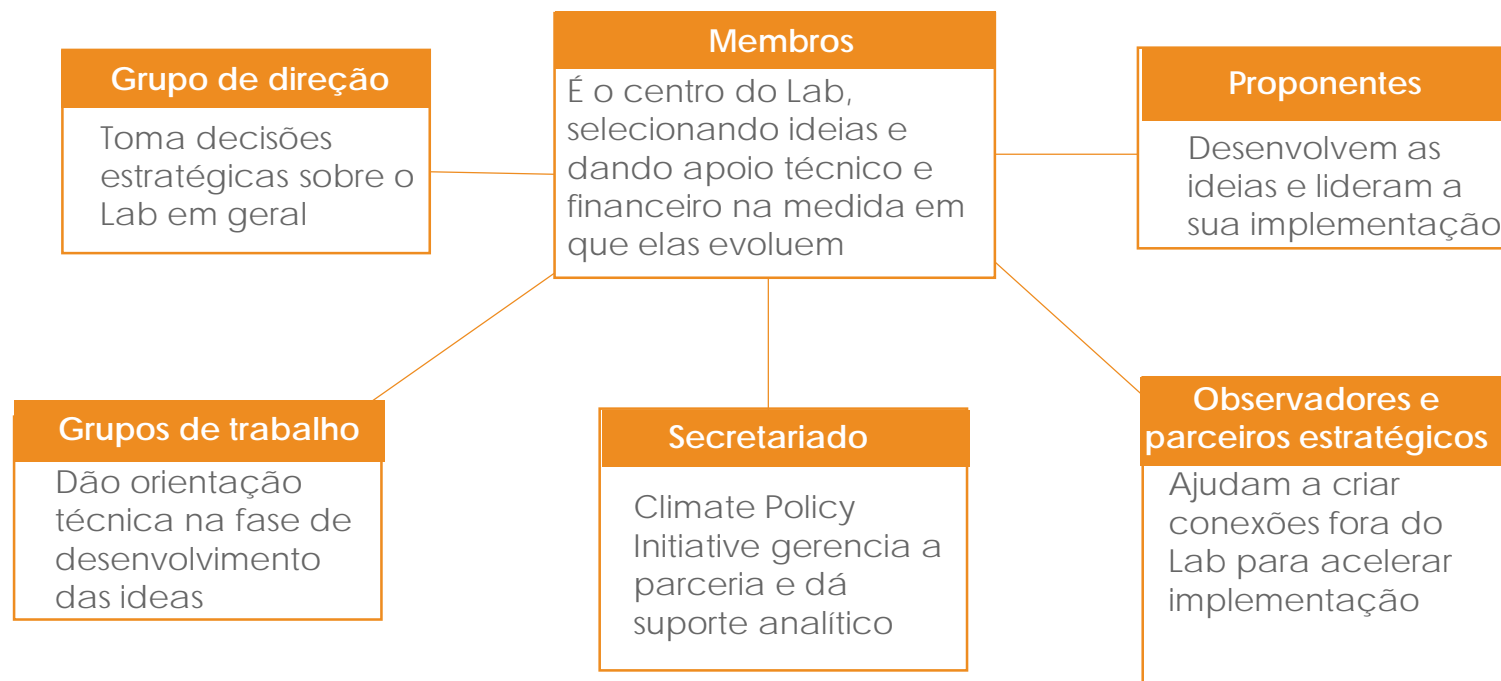 Grupo de direção
Toma decisões
estratégicas sobre o
Lab em geral
Membros
É o centro do Lab,
selecionando ideias e
dando apoio técnico e
financeiro na medida em
que elas evoluem
Proponentes
Desenvolvem as
ideias e lideram a
sua implementação
Grupos de trabalho
Dão orientação
técnica na fase de
desenvolvimento
das ideas
Secretariado
Climate Policy
Initiative gerencia a
parceria e dá
suporte analítico
Observadores e
parceiros estratégicos
Ajudam a criar
conexões fora do
Lab para acelerar
implementação